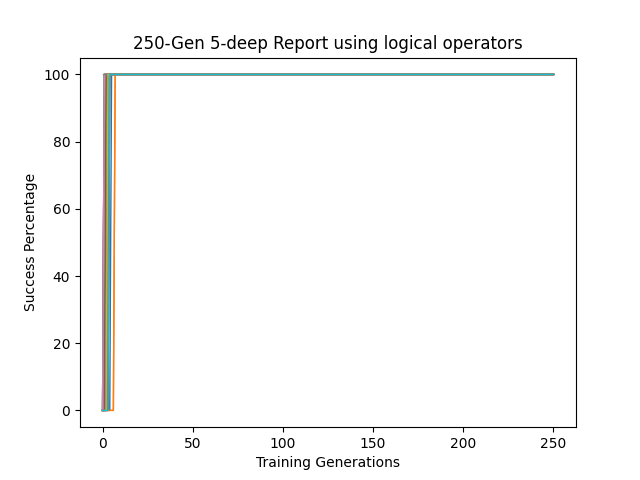 250-Gen 5-deep Report using logical operators
100
80
60
40
20
0
Success Percentage
0 50 100 150 200 250
Training Generations